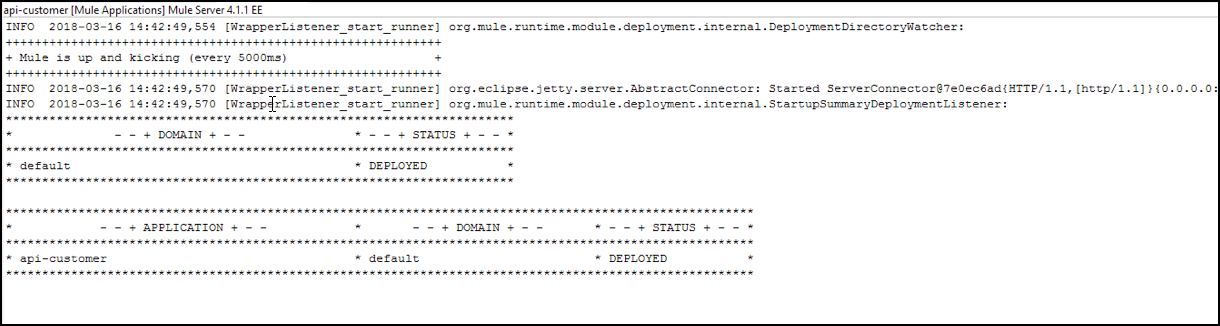 api-customer [Mule Applications] Mule Server 4.1.1 EE
INFO  2018-03-16 14:42:49,554 [WrapperListener_start_runner] org.mule.runtime.module.deployment.internal.DeploymentDirectoryWatcher:
++++++++++++++++++++++++++++++++++++++++++++++++++++++++++++
+ Mule is up and kicking (every 5000ms)                    +
++++++++++++++++++++++++++++++++++++++++++++++++++++++++++++
INFO  2018-03-16 14:42:49,570 [WrapperListener_start_runner] org.eclipse.jetty.server.AbstractConnector: Started ServerConnector@7e0ec6ad{HTTP/1.1,[http/1.1]}{0.0.0.0:
INFO  2018-03-16 14:42:49,570 [WrapperListener_start_runner] org.mule.runtime.module.deployment.internal.StartupSummaryDeploymentListener:
**********************************************************************
*              - - + DOMAIN + - -               * - - + STATUS + - - *
**********************************************************************
* default                                       * DEPLOYED           *
**********************************************************************
*******************************************************************************************************
*            - - + APPLICATION + - -            *       - - + DOMAIN + - -       * - - + STATUS + - - *
*******************************************************************************************************
* api-customer                                  * default                        * DEPLOYED           *
*******************************************************************************************************